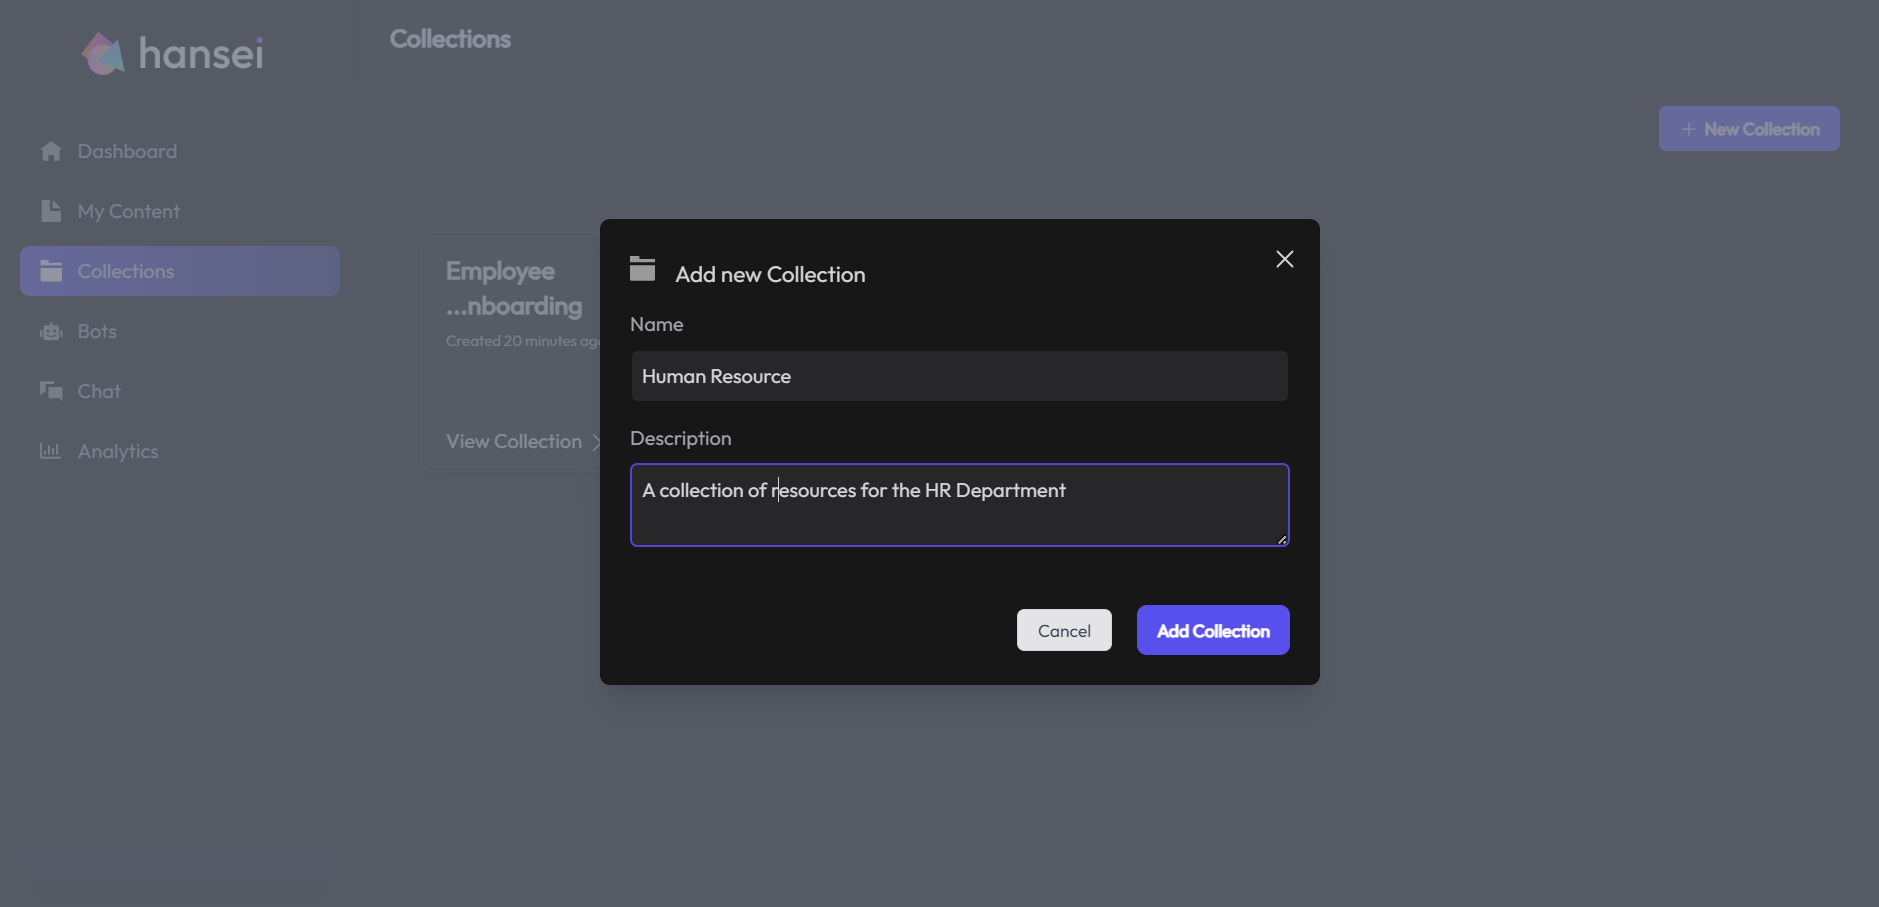 hansei
Collections
Dashboard
My Content
Collections
Bots
Chat
Analytics
+ New Collection
Employee
...nboarding
Created 20 minutes ago
View Collection
Add new Collection
Name
Human Resource
Description
A collection of resources for the HR Department
Cancel
Add Collection